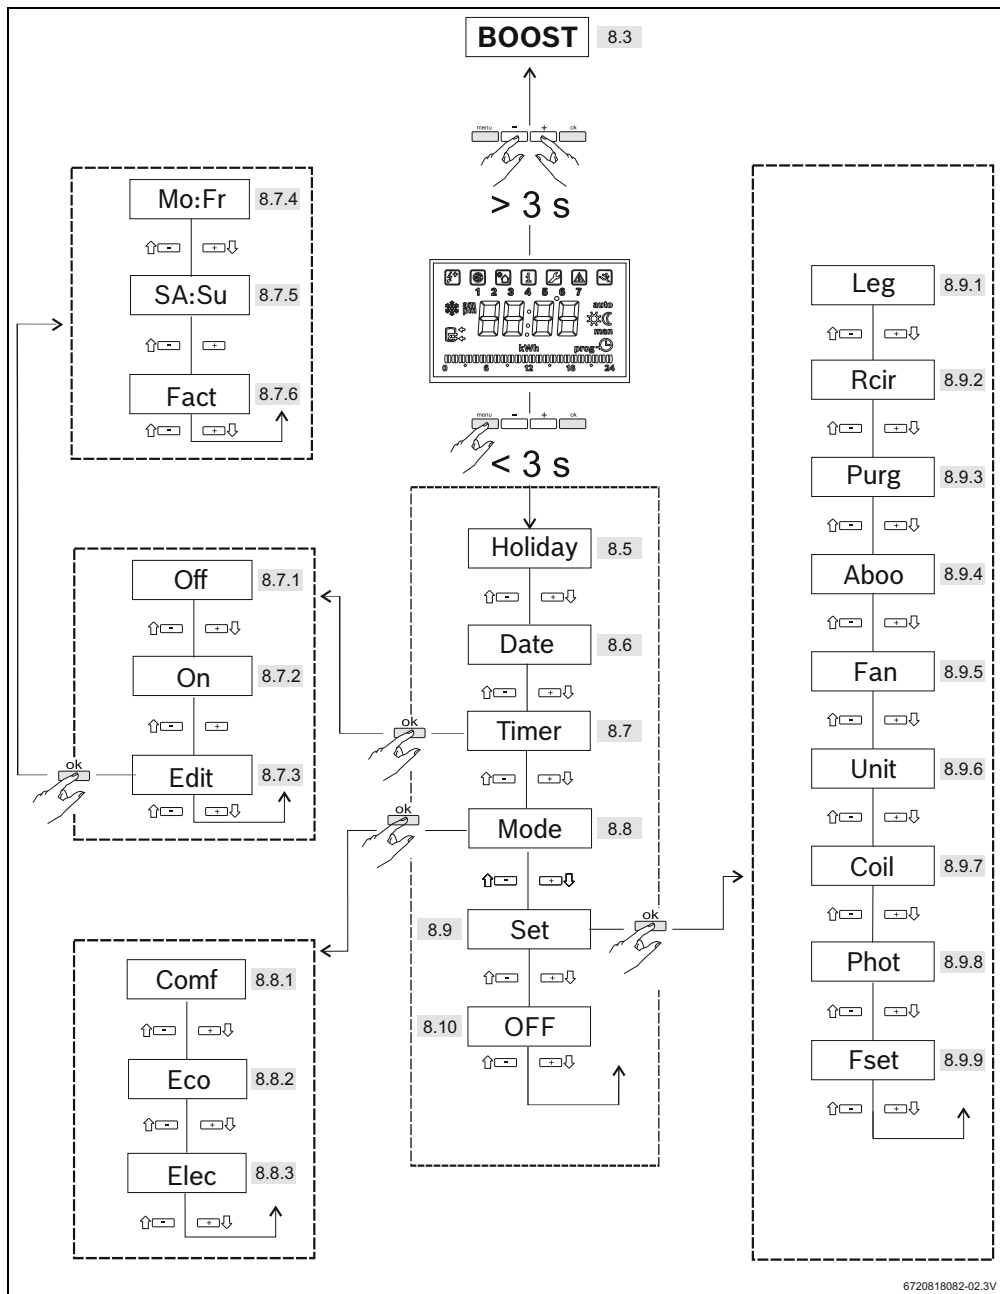 BOOST 8.3
menu - + ok
> 3 s
1 2 3 4 5 6 7
am
pm
88:88
auto
man
kWh
prog
0 6 12 18 24
menu - + ok
< 3 s
Mo:Fr 8.7.4
- +
SA:Su 8.7.5
- +
Fact 8.7.6
- +
Off 8.7.1
- +
On 8.7.2
- +
ok
Edit 8.7.3
- +
Comf 8.8.1
- +
Eco 8.8.2
- +
Elec 8.8.3
- +
Holiday 8.5
- +
Date 8.6
- +
ok
Timer 8.7
- +
ok
Mode 8.8
- +
8.9 Set
ok
- +
8.10 OFF
- +
Leg 8.9.1
- +
Rcir 8.9.2
- +
Purg 8.9.3
- +
Aboo 8.9.4
- +
Fan 8.9.5
- +
Unit 8.9.6
- +
Coil 8.9.7
- +
Phot 8.9.8
- +
Fset 8.9.9
- +
6720818082-02.3V